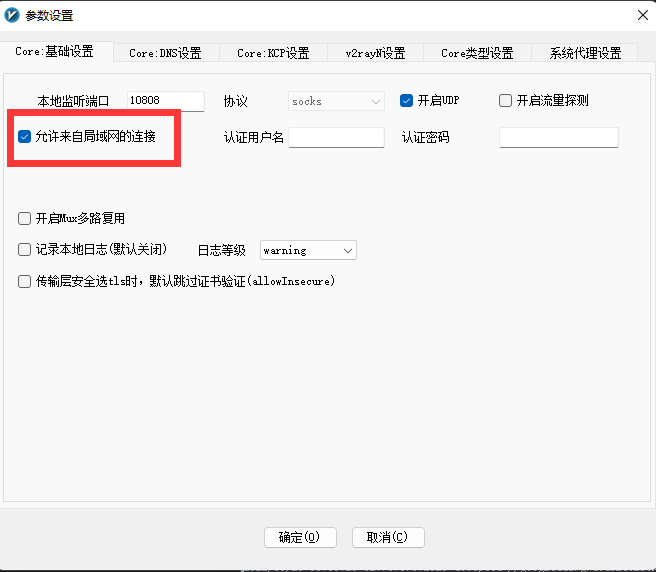 参数设置
Core:基础设置 Core:DNS设置 Core:KCP设置 v2rayN设置 Core类型设置 系统代理设置
本地监听端口 10808 协议 socks 开启UDP 开启流量探测
允许来自局域网的连接 认证用户名 认证密码
开启Mux多路复用
记录本地日志(默认关闭) 日志等级 warning
传输层安全选tls时，默认跳过证书验证(allowInsecure)
确定(O) 取消(C)